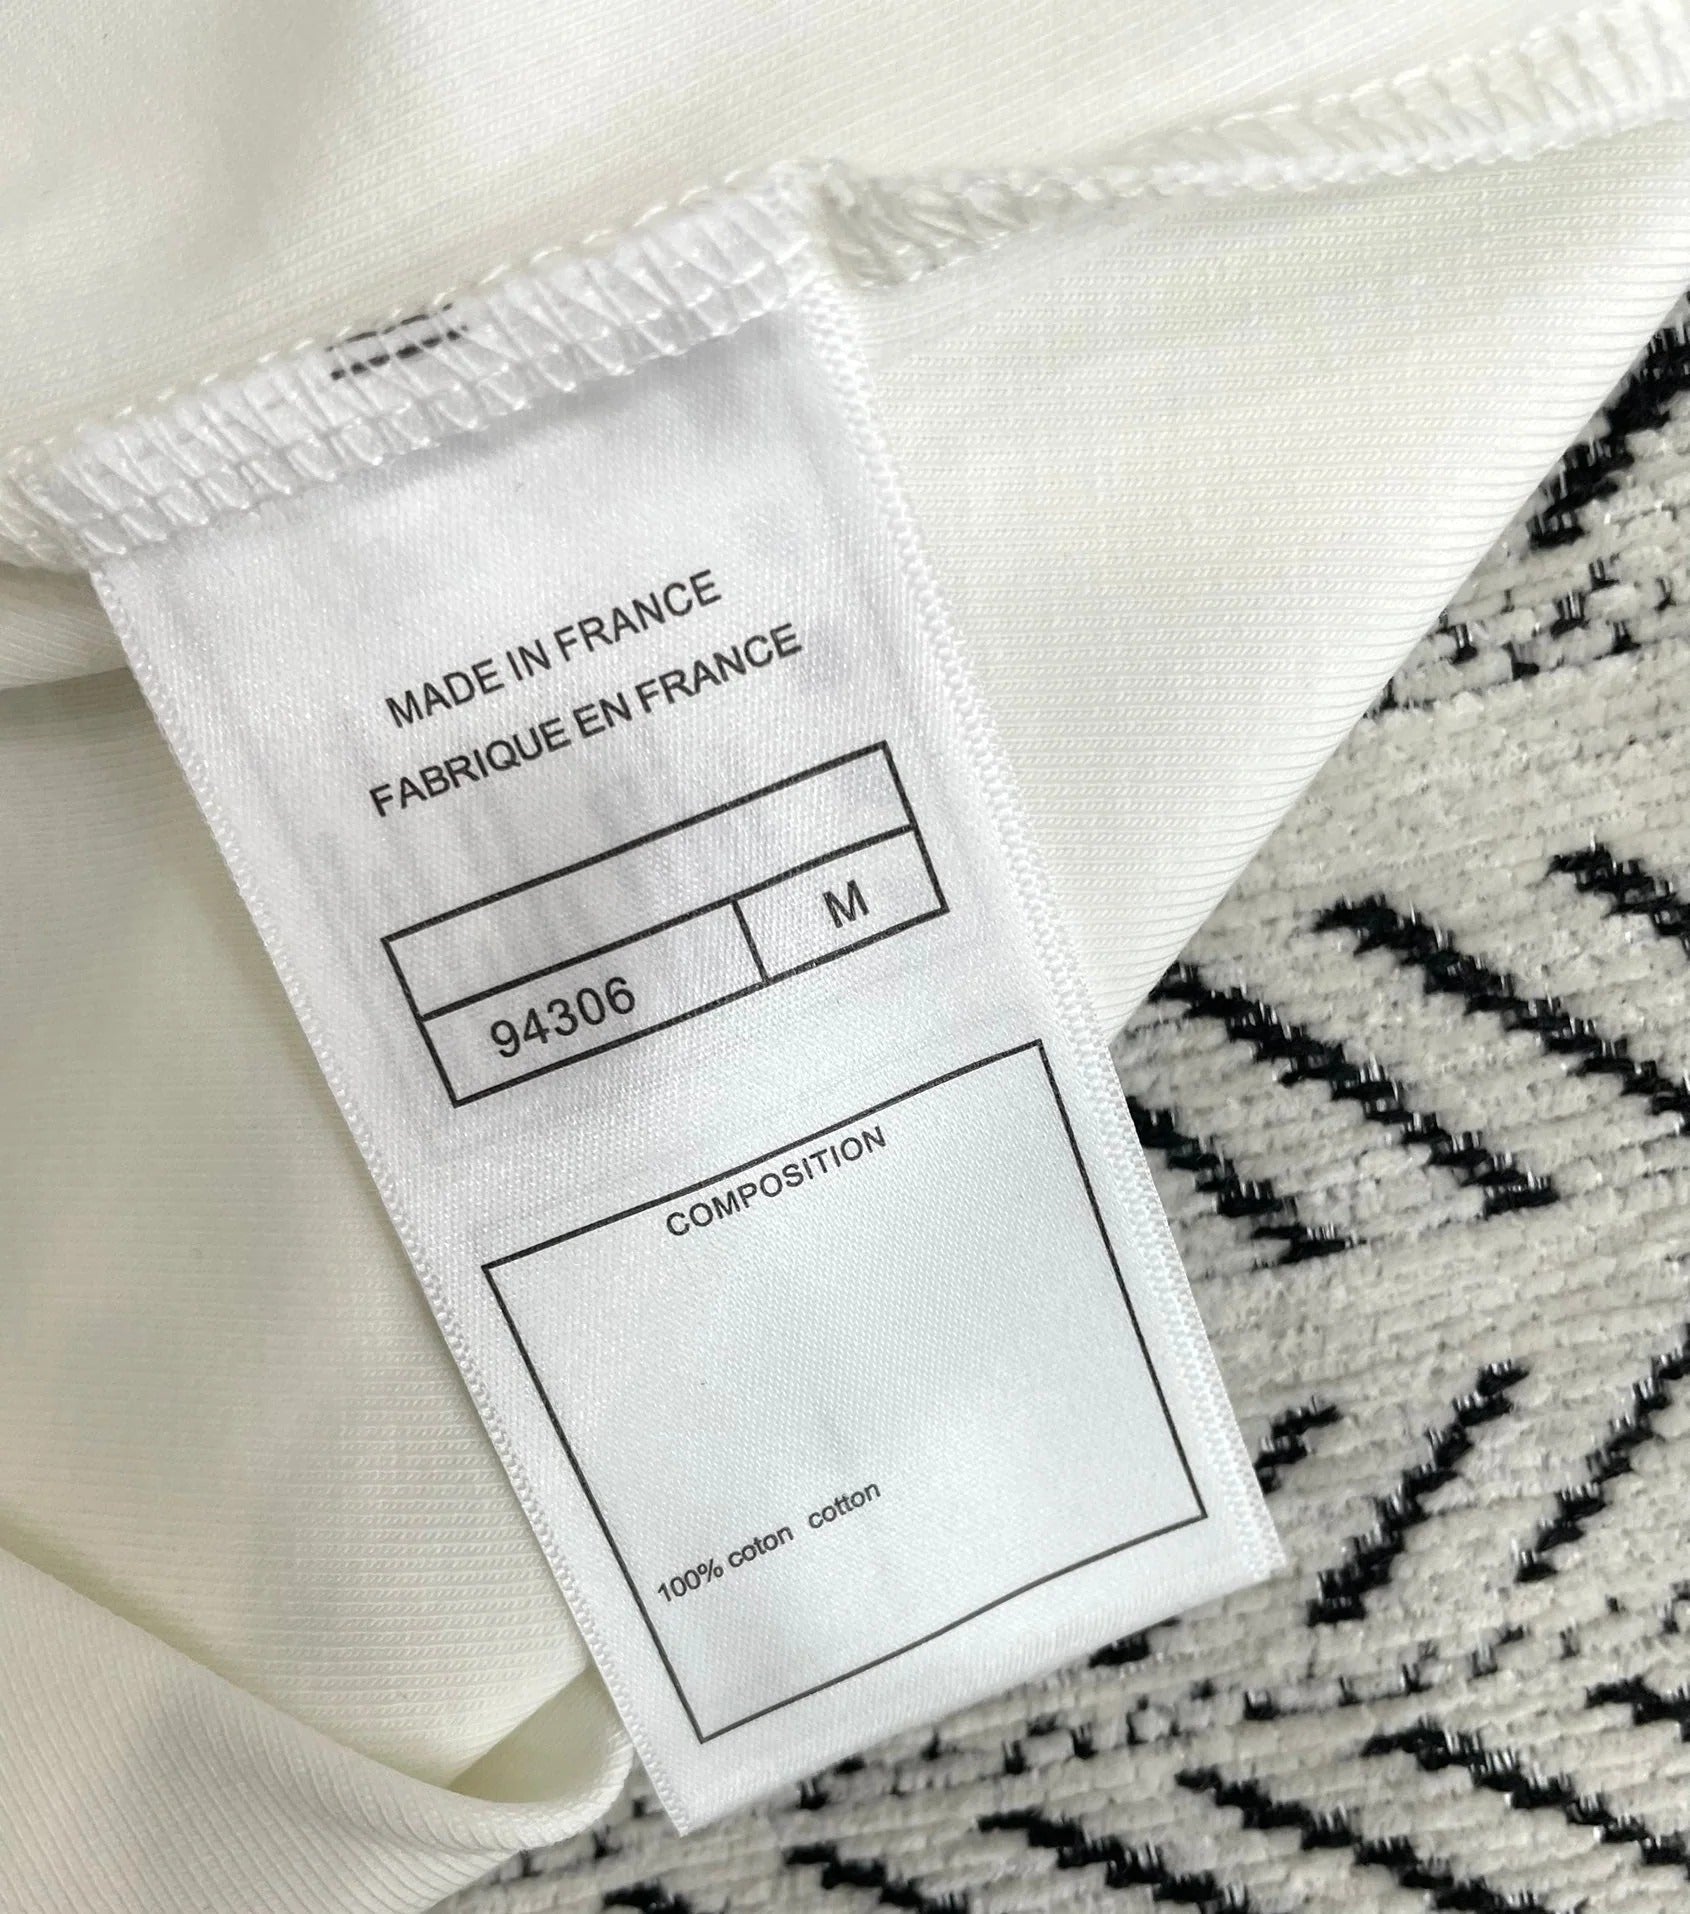 MADE IN FRANCE
FABRIQUE EN FRANCE
94306 M
COMPOSITION
100% coton cotton